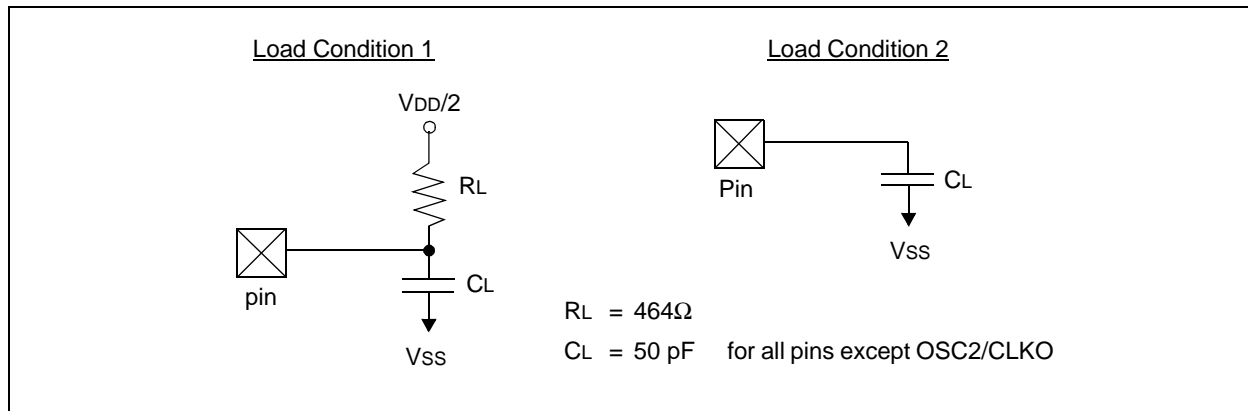 Load Condition 1
Load Condition 2
VDD/2
RL
CL
pin
VSS
Pin
CL
VSS
RL = 464Ω
CL = 50 pF for all pins except OSC2/CLKO